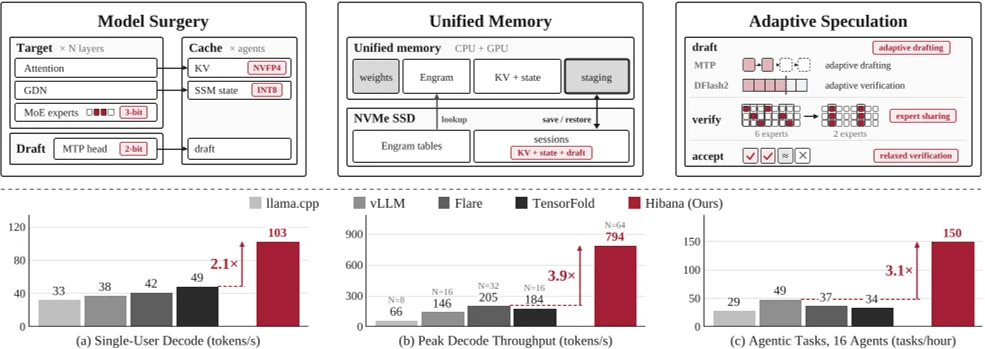 Model Surgery
Target × N layers
Cache × agents
Attention
KV NVFP4
GDN
SSM state INT8
MoE experts 3-bit
Draft MTP head 2-bit
draft
Unified Memory
Unified memory CPU + GPU
weights
Engram
KV + state
staging
NVMe SSD
lookup
save / restore
Engram tables
sessions
KV + state + draft
Adaptive Speculation
draft
adaptive drafting
MTP
adaptive drafting
DFlash2
adaptive verification
verify
expert sharing
6 experts
2 experts
accept
≈
relaxed verification
llama.cpp
vLLM
Flare
TensorFold
Hibana (Ours)
120
80
40
0
33
38
42
49
2.1×
103
(a) Single-User Decode (tokens/s)
900
600
300
0
N=8
66
N=16
146
N=32
205
N=16
184
3.9×
N=64
794
(b) Peak Decode Throughput (tokens/s)
150
100
50
0
29
49
37
34
3.1×
150
(c) Agentic Tasks, 16 Agents (tasks/hour)